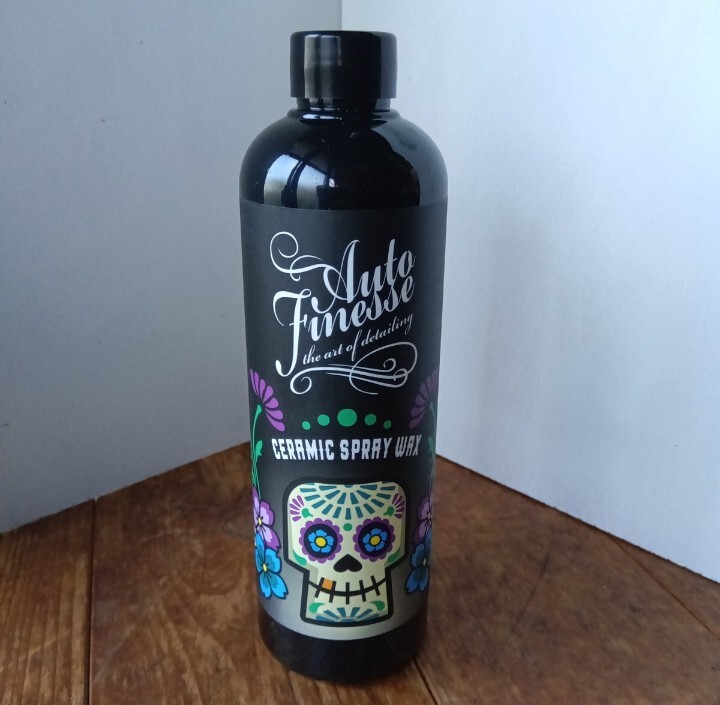 Auto
Finesse
the art of detailing
CERAMIC SPRAY WAX